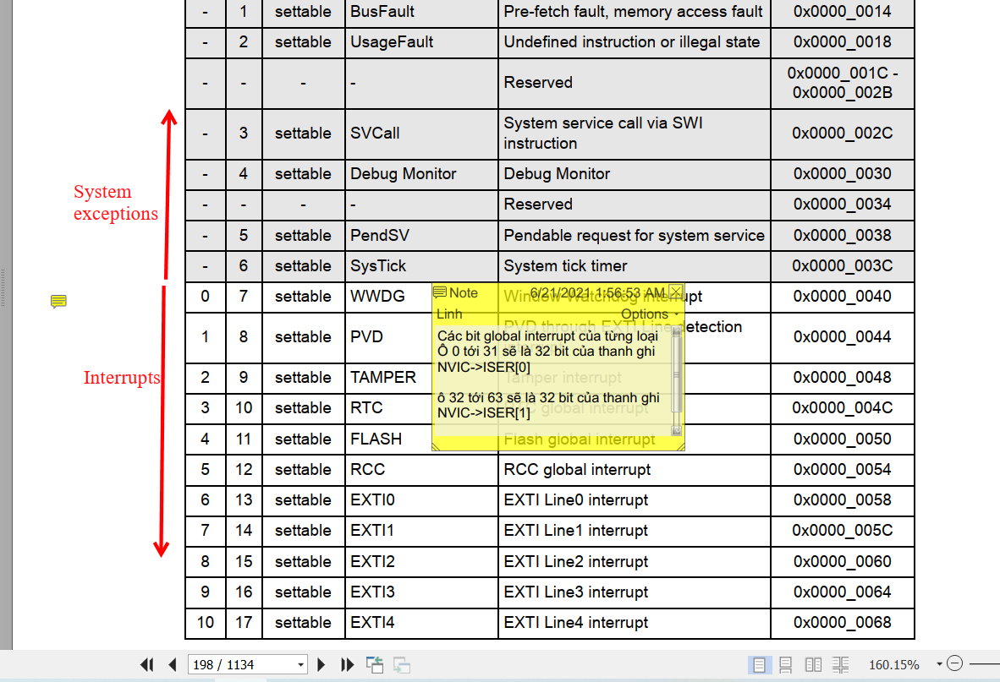 - 1 settable BusFault Pre-fetch fault, memory access fault 0x0000_0014
- 2 settable UsageFault Undefined instruction or illegal state 0x0000_0018
- - - - Reserved 0x0000_001C -
0x0000_002B
- 3 settable SVCall System service call via SWI
instruction 0x0000_002C
- 4 settable Debug Monitor Debug Monitor 0x0000_0030
System
exceptions
- - - - Reserved 0x0000_0034
- 5 settable PendSV Pendable request for system service 0x0000_0038
- 6 settable SysTick System tick timer 0x0000_003C
0 7 settable WWDG Window Watchdog interrupt 0x0000_0040
Note 6/21/2021 1:56:53 AM
Linh Options
Các bit global interrupt của từng loại
Ô 0 tới 31 sẽ là 32 bit của thanh ghi
NVIC->ISER[0]
ô 32 tới 63 sẽ là 32 bit của thanh ghi
NVIC->ISER[1]
1 8 settable PVD PVD through EXTI Line detection 0x0000_0044
Interrupts
2 9 settable TAMPER Tamper interrupt 0x0000_0048
3 10 settable RTC global interrupt 0x0000_004C
4 11 settable FLASH Flash global interrupt 0x0000_0050
5 12 settable RCC RCC global interrupt 0x0000_0054
6 13 settable EXTI0 EXTI Line0 interrupt 0x0000_0058
7 14 settable EXTI1 EXTI Line1 interrupt 0x0000_005C
8 15 settable EXTI2 EXTI Line2 interrupt 0x0000_0060
9 16 settable EXTI3 EXTI Line3 interrupt 0x0000_0064
10 17 settable EXTI4 EXTI Line4 interrupt 0x0000_0068
198 / 1134
160.15%